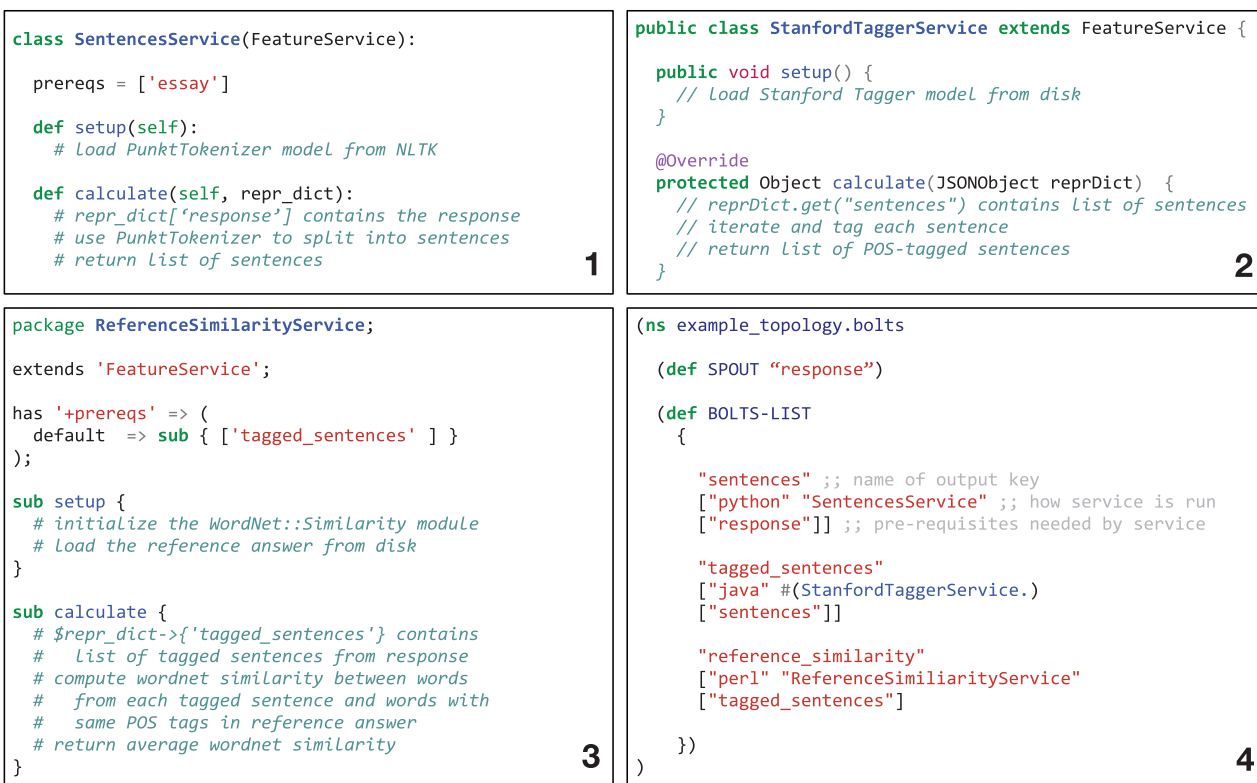 class SentencesService(FeatureService):
prereqs = ['essay']
def setup(self):
# load PunktTokenizer model from NLTK
def calculate(self, repr_dict):
# repr_dict[‘response’] contains the response
# use PunktTokenizer to split into sentences
# return list of sentences
1
public class StanfordTaggerService extends FeatureService {
public void setup() {
// load Stanford Tagger model from disk
}
@Override
protected Object calculate(JSONObject reprDict)  {
// reprDict.get("sentences") contains list of sentences
// iterate and tag each sentence
// return list of POS-tagged sentences
}
2
package ReferenceSimilarityService;
extends 'FeatureService';
has '+prereqs' => (
default  => sub { ['tagged_sentences' ] }
);
sub setup {
# initialize the WordNet::Similarity module
# load the reference answer from disk
}
sub calculate {
# $repr_dict->{'tagged_sentences'} contains
#   list of tagged sentences from response
# compute wordnet similarity between words
#   from each tagged sentence and words with
#   same POS tags in reference answer
# return average wordnet similarity
}
3
(ns example_topology.bolts
(def SPOUT “response”)
(def BOLTS-LIST
{
"sentences" ;; name of output key
["python" "SentencesService" ;; how service is run
["response"]] ;; pre-requisites needed by service
"tagged_sentences"
["java" #(StanfordTaggerService.)
["sentences"]]
"reference_similarity"
["perl" "ReferenceSimiliarityService"
["tagged_sentences"]
})
)
4